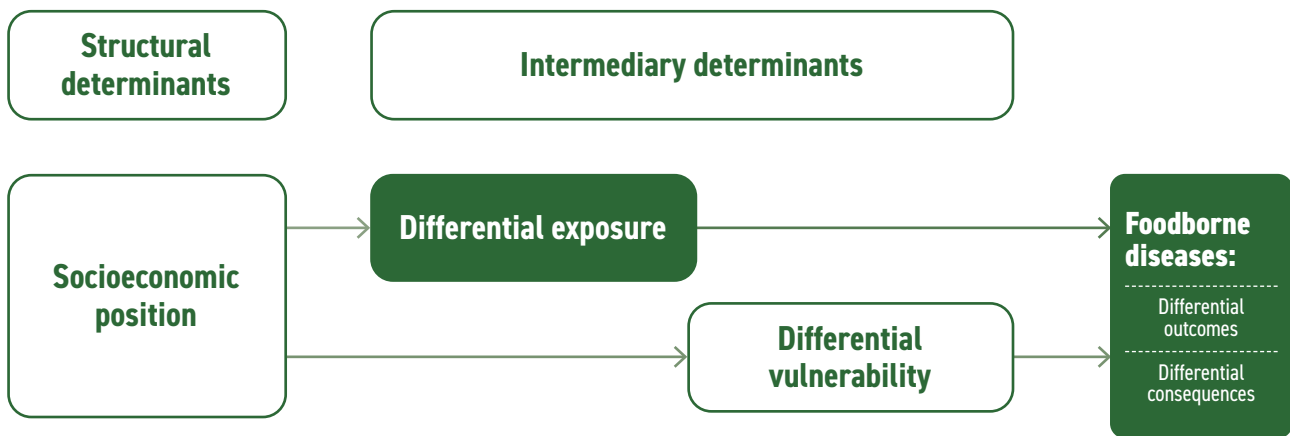 Structural
determinants
Intermediary determinants
Socioeconomic
position
Differential exposure
Differential
vulnerability
Foodborne
diseases:
Differential
outcomes
Differential
consequences